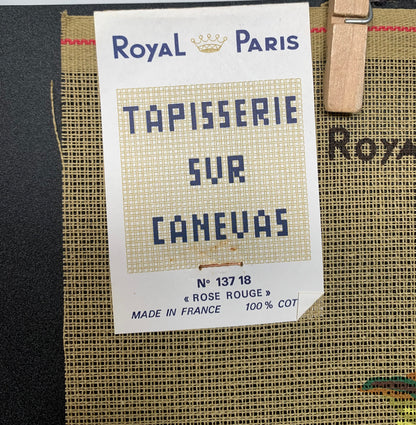 ROYAL PARIS
TAPISSERIE
SUR
CANEVAS
N° 137 18
« ROSE ROUGE »
MADE IN FRANCE 100% COT
ROYA